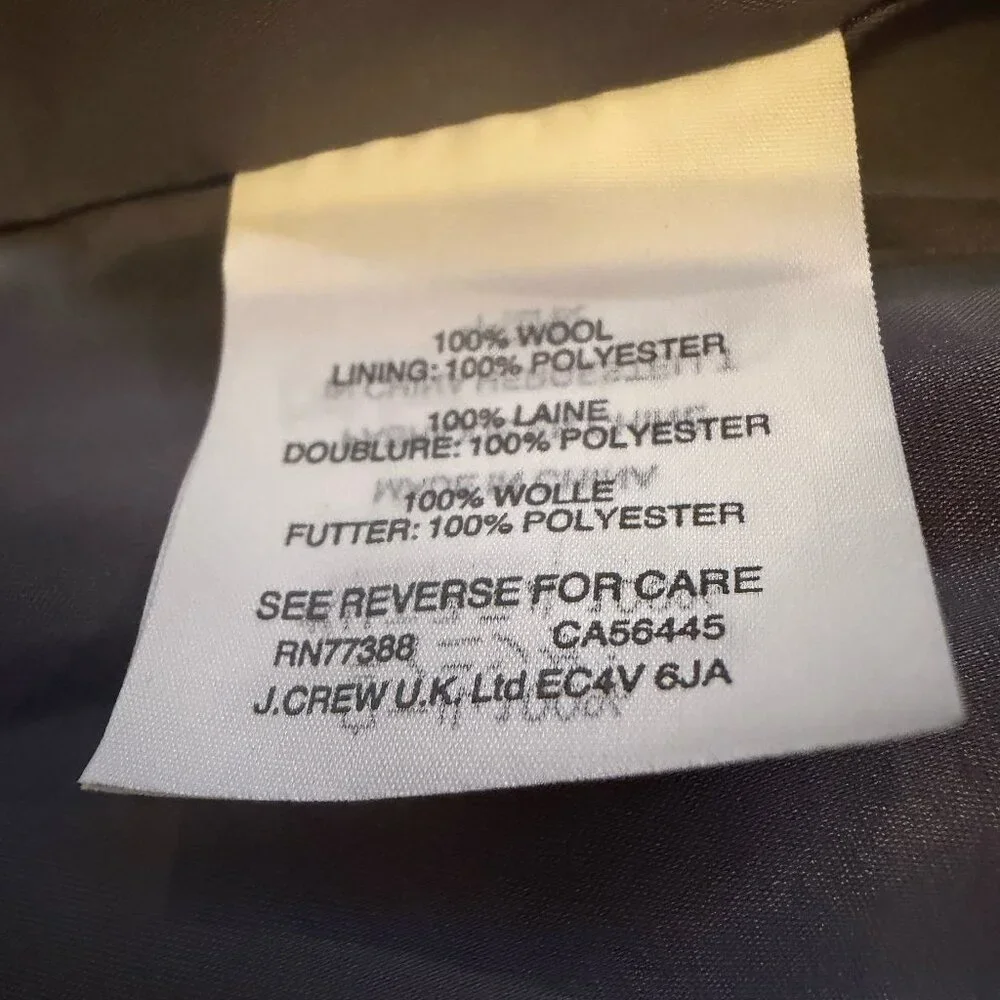 100% WOOL
LINING: 100% POLYESTER
100% LAINE
DOUBLURE: 100% POLYESTER
100% WOLLE
FUTTER: 100% POLYESTER
SEE REVERSE FOR CARE
RN77388 CA56445
J.CREW U.K, Ltd EC4V 6JA